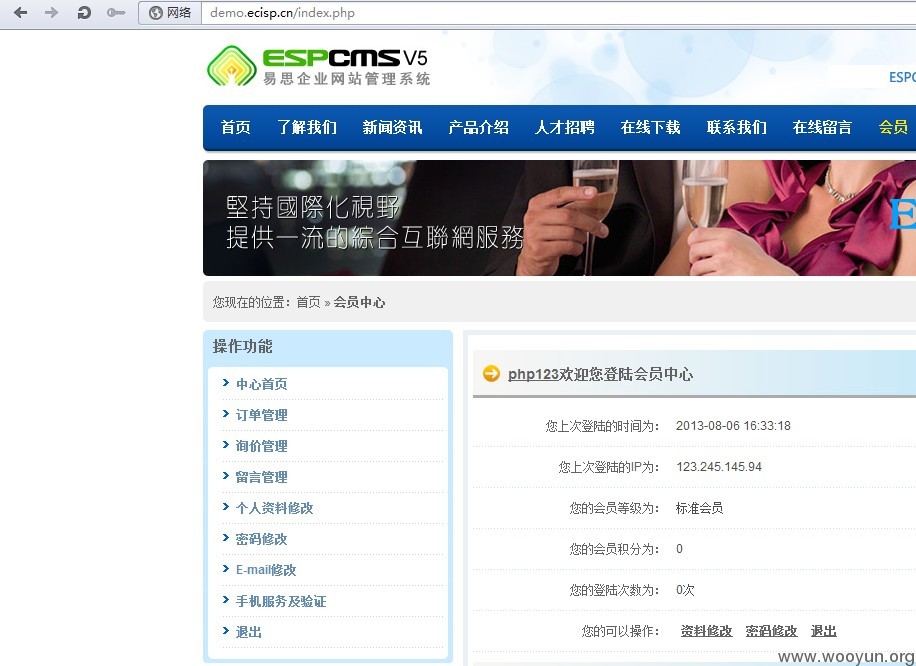 网络 demo.ecisp.cn/index.php
ESPCMS V5
易思企业网站管理系统
ESPC
首页 了解我们 新闻资讯 产品介绍 人才招聘 在线下载 联系我们 在线留言 会员
堅持國際化視野
提供一流的綜合互聯網服務
E
您现在的位置：首页 » 会员中心
操作功能
中心首页
订单管理
询价管理
留言管理
个人资料修改
密码修改
E-mail修改
手机服务及验证
退出
php123欢迎您登陆会员中心
您上次登陆的时间为： 2013-08-06 16:33:18
您上次登陆的IP为： 123.245.145.94
您的会员等级为： 标准会员
您的会员积分为： 0
您的登陆次数为： 0次
您的可以操作： 资料修改 密码修改 退出
www.wooyun.org